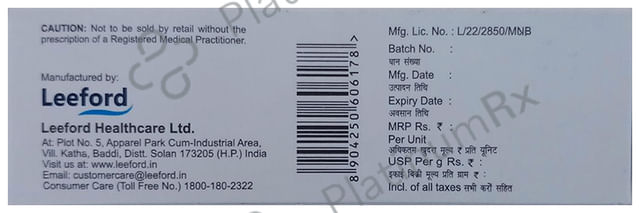 CAUTION: Not to be sold by retail without the
prescription of a Registered Medical Practitioner.
Manufactured by:
Leeford
Leeford Healthcare Ltd.
At: Plot No. 5, Apparel Park Cum-Industrial Area,
Vill. Katha, Baddi, Distt. Solan 173205 (H.P.) India
Visit us at: www.leeford.in
Email: customercare@leeford.in
Consumer Care (Toll Free No.) 1800-180-2322
8904250606178>
Mfg. Lic. No. : L/22/2850/MNB
Batch No. :
घान संख्या
Mfg. Date :
उत्पादन तिथि
Expiry Date :
अवसान तिथि
MRP Rs. ₹ :
Per Unit
अधिकतम खुदरा मूल्य ₹ प्रति यूनिट
USP Per g Rs. ₹ :
इकाई बिक्री मूल्य प्रति ग्राम ₹ :
Incl. of all taxes सभी करों सहित
PlatinumRx